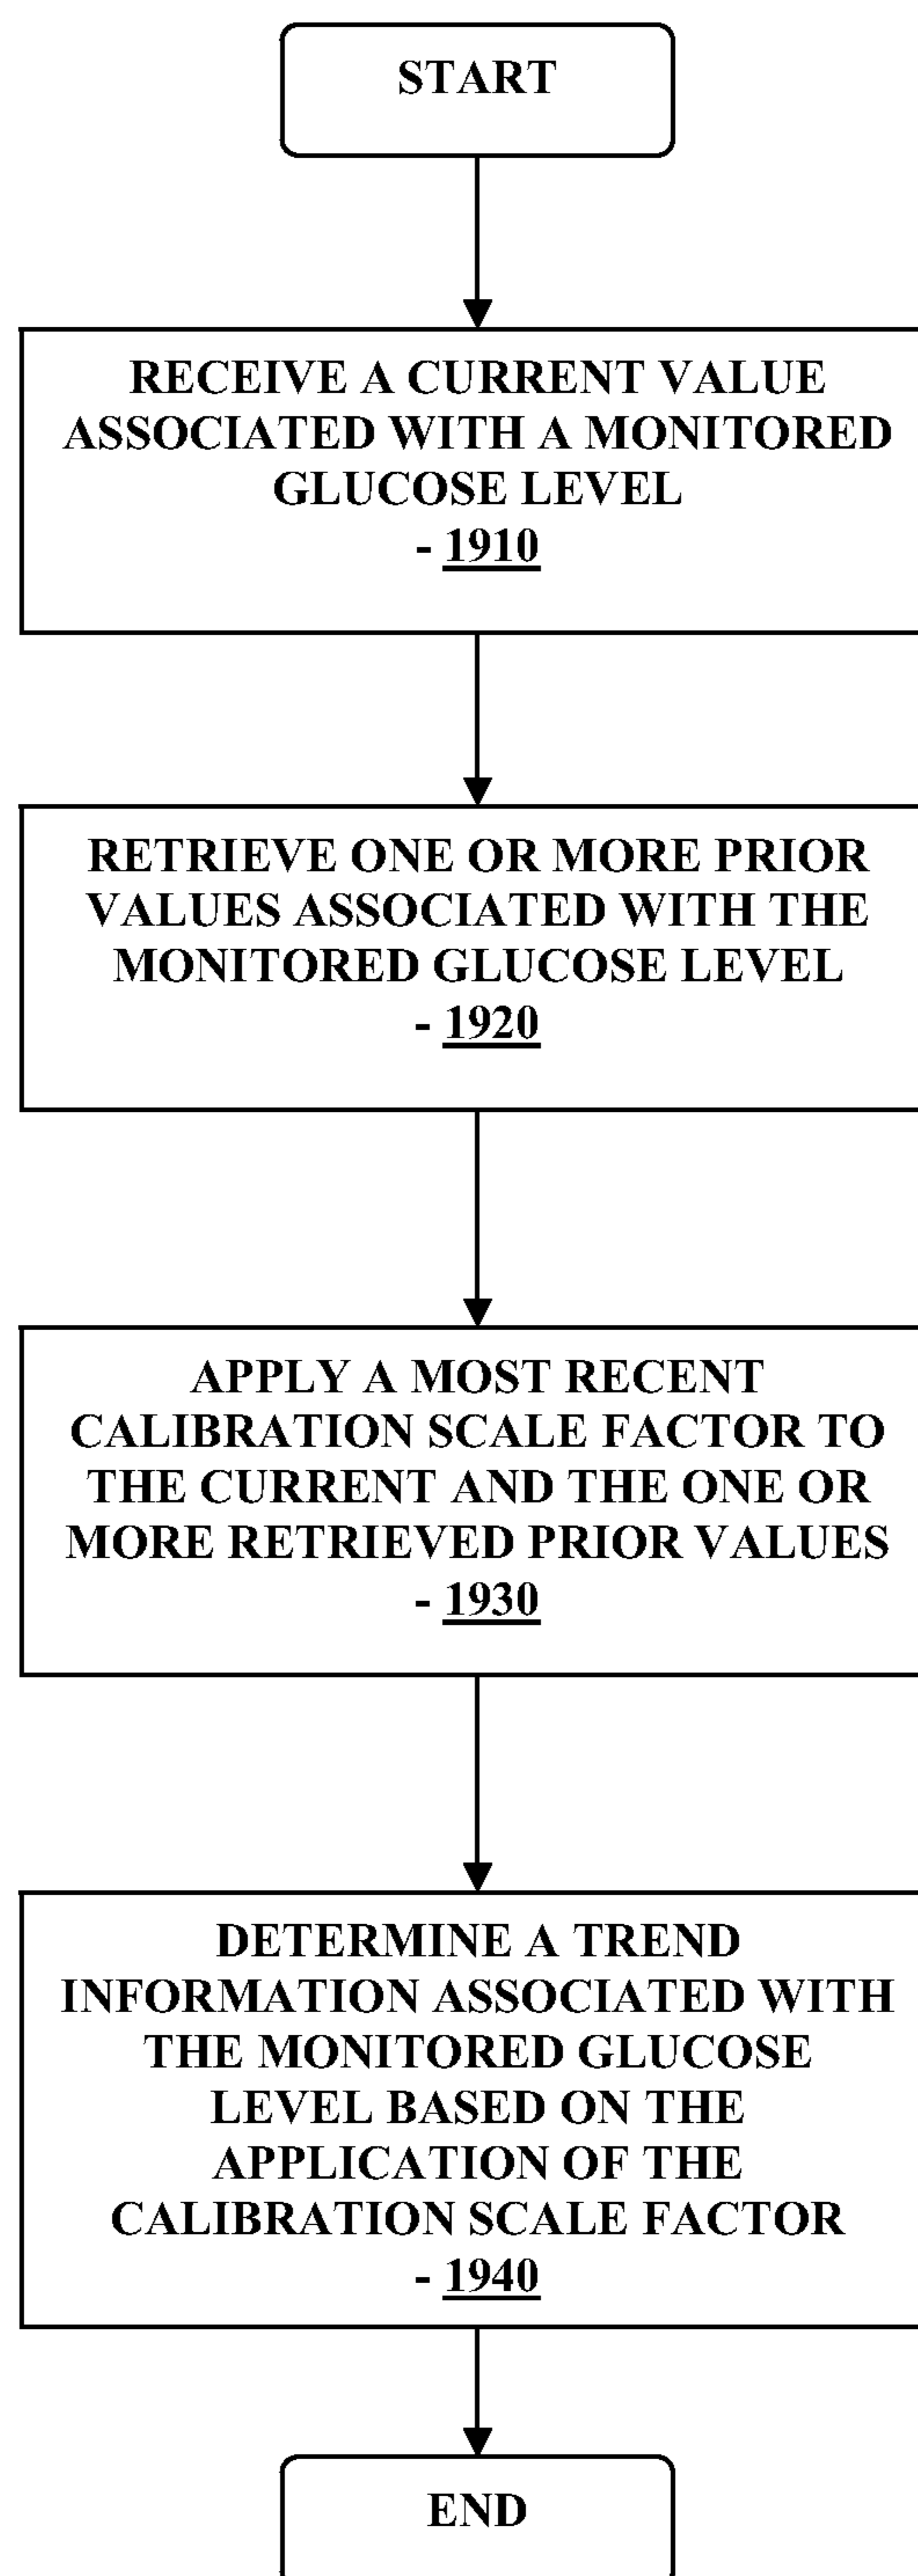 START
RECEIVE A CURRENT VALUE
ASSOCIATED WITH A MONITORED
GLUCOSE LEVEL
- 1910
RETRIEVE ONE OR MORE PRIOR
VALUES ASSOCIATED WITH THE
MONITORED GLUCOSE LEVEL
- 1920
APPLY A MOST RECENT
CALIBRATION SCALE FACTOR TO
THE CURRENT AND THE ONE OR
MORE RETRIEVED PRIOR VALUES
- 1930
DETERMINE A TREND
INFORMATION ASSOCIATED WITH
THE MONITORED GLUCOSE
LEVEL BASED ON THE
APPLICATION OF THE
CALIBRATION SCALE FACTOR
- 1940
END